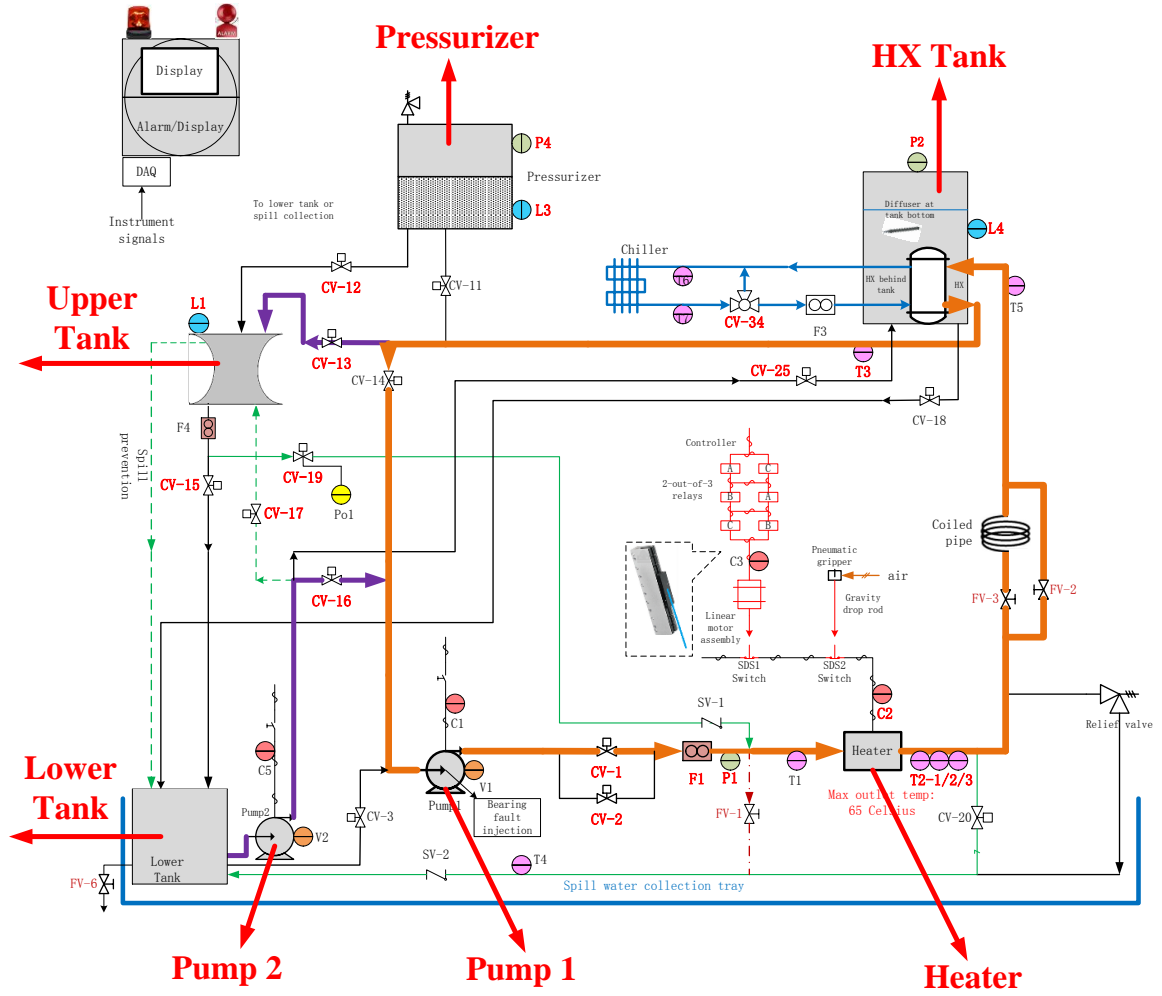 ALARM
Display
Alarm/Display
DAQ
Instrument
signals
Pressurizer
HX Tank
P4
Pressurizer
L3
To lower tank or
spill collection
CV-12
CV-11
P2
Diffuser at
tank bottom
L4
HX behind
tank
HX
Chiller
T6
T7
CV-34
F3
T5
Upper
Tank
L1
CV-13
CV-14
CV-25
T3
CV-18
F4
Spill
prevention
CV-15
CV-19
Po1
CV-17
CV-16
Controller
A
C
2-out-of-3
relays
B
A
C
B
C3
Linear
motor
assembly
Pneumatic
gripper
air
Gravity
drop rod
SDS1
Switch
SDS2
Switch
Coiled
pipe
FV-3
FV-2
C5
C1
SV-1
C2
Relief valve
Lower
Tank
Lower
Tank
Pump2
V2
CV-3
Pump1
V1
Bearing
fault
injection
CV-1
CV-2
F1
P1
T1
Heater
T2-1/2/3
Max outlet temp:
65 Celsius
FV-1
CV-20
FV-6
SV-2
T4
Spill water collection tray
Pump 2
Pump 1
Heater